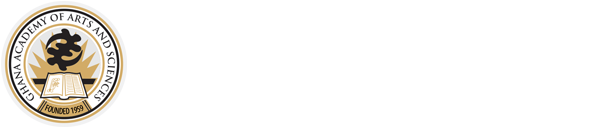 GHANA ACADEMY OF ARTS AND SCIENCES
FOUNDED 1959